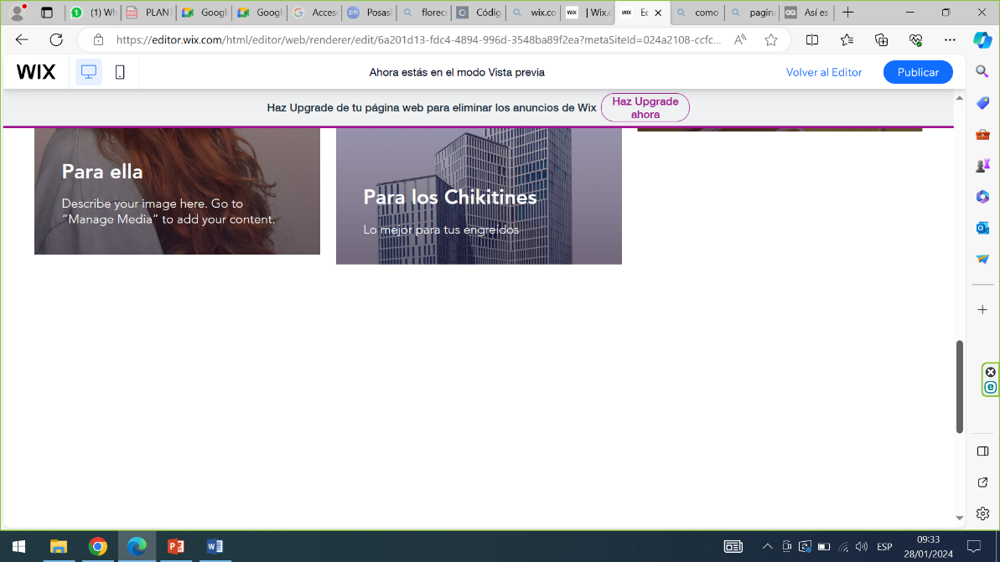 (1) Wh
PLANT
Googl
Googl
Acces
Posas
florec
Códig
wix.co
| Wix.c
Ec
como
pagina
Así es
https://editor.wix.com/html/editor/web/renderer/edit/6a201d13-fdc4-4894-996d-3548ba89f2ea?metaSiteId=024a2108-ccfc...
WIX
Ahora estás en el modo Vista previa
Volver al Editor
Publicar
Haz Upgrade de tu página web para eliminar los anuncios de Wix
Haz Upgrade
ahora
Para ella
Describe your image here. Go to
“Manage Media” to add your content.
Para los Chikitines
Lo mejor para tus engreidos
ESP
09:33
28/01/2024